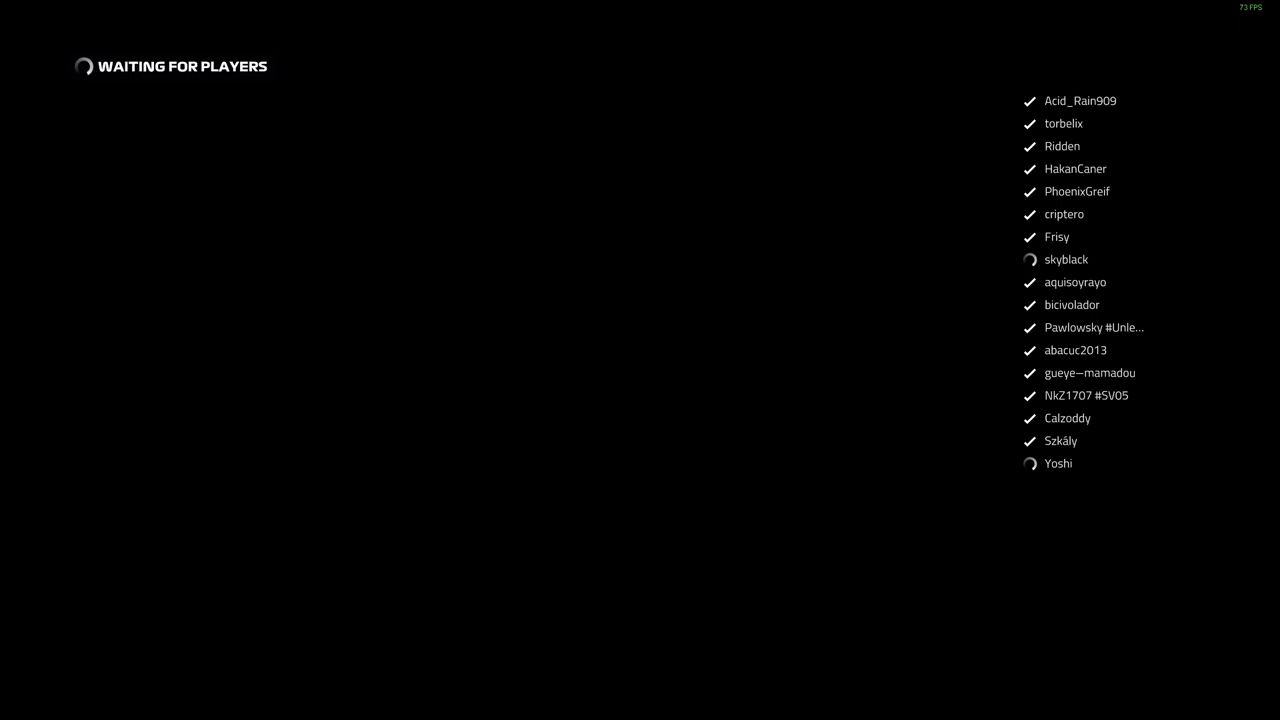 73 FPS
WAITING FOR PLAYERS
Acid_Rain909
torbelix
Ridden
HakanCaner
PhoenixGreif
criptero
Frisy
skyblack
aquisoyrayo
bicivolador
Pawlowsky #Unle...
abacuc2013
gueye–mamadou
NkZ1707 #SV05
Calzoddy
Szkály
Yoshi